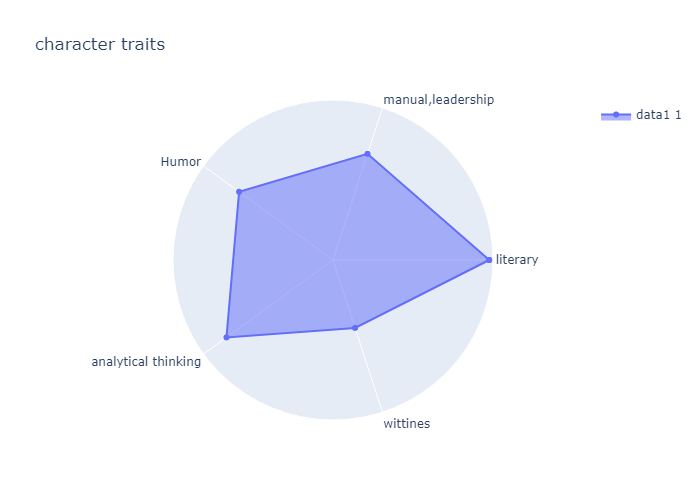 character traits
manual,leadership
data1 1
Humor
literary
analytical thinking
wittines